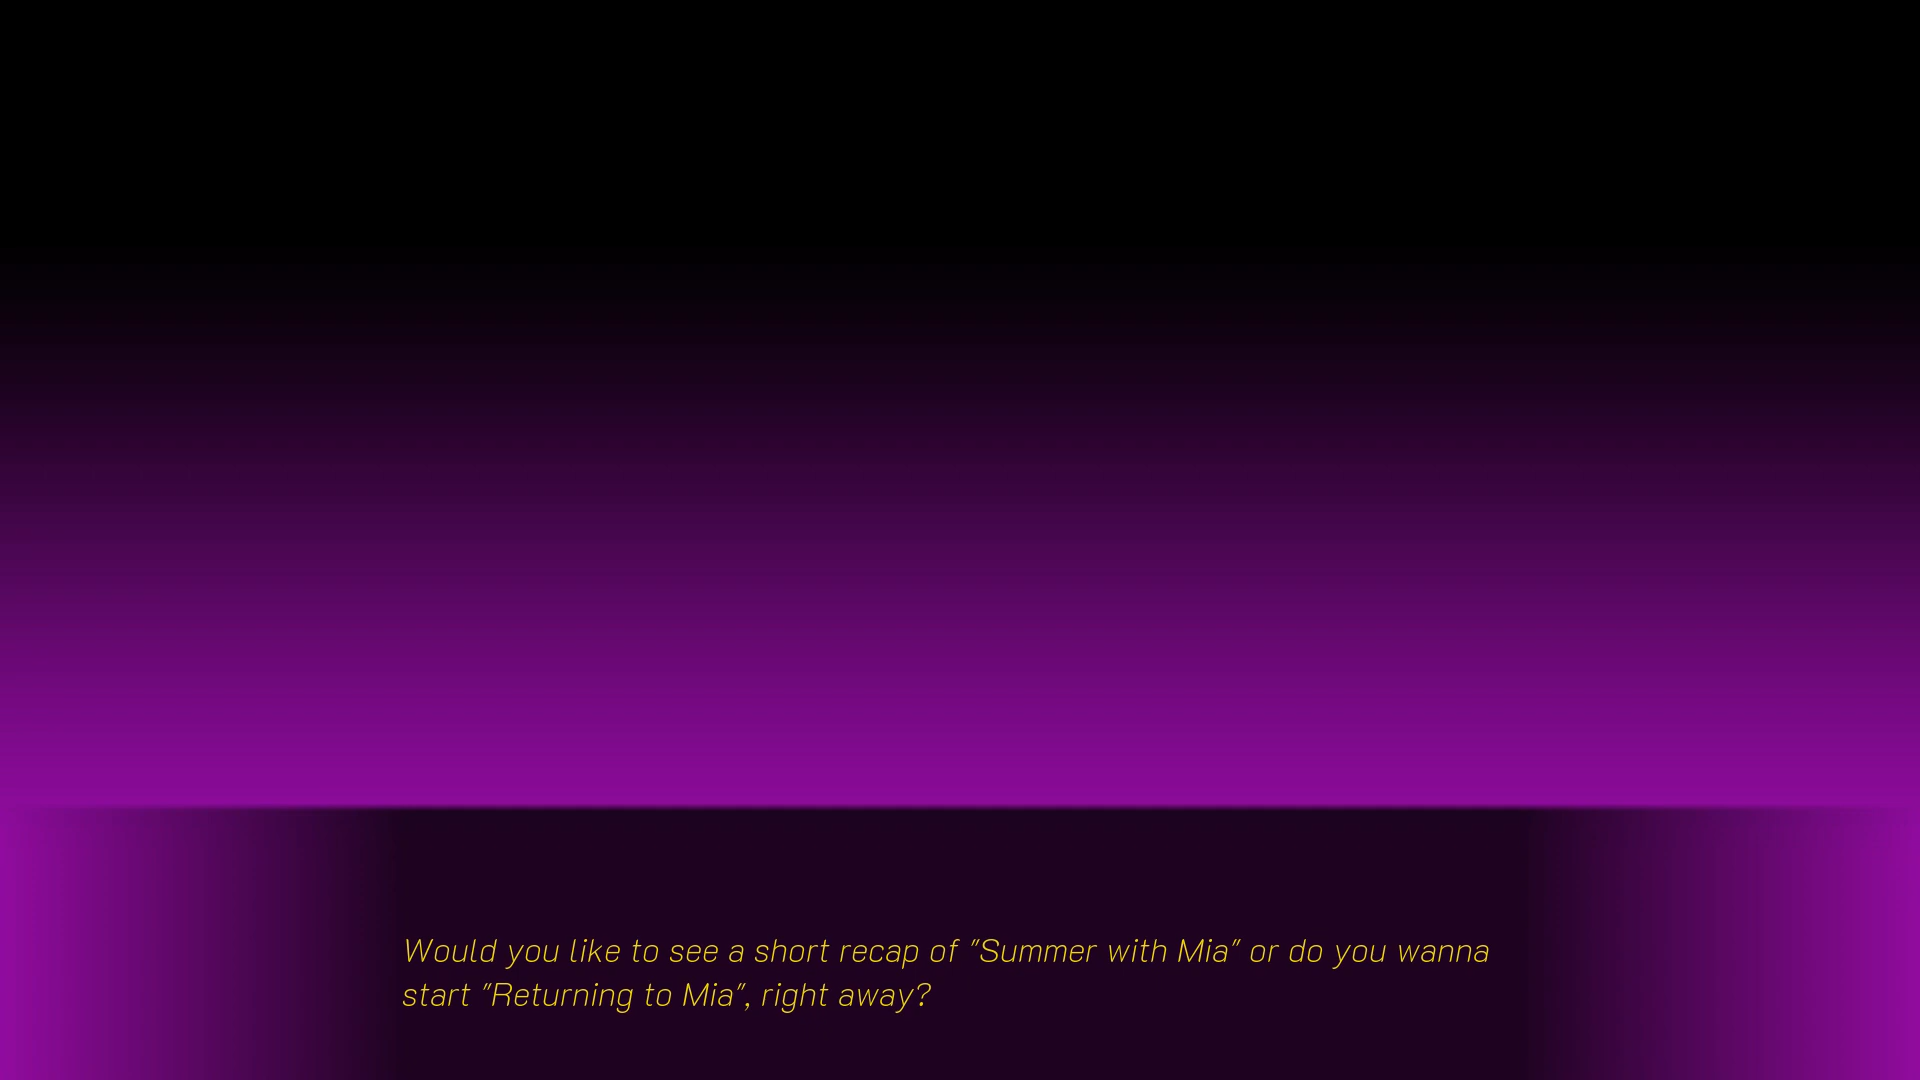 Would you like to see a short recap of "Summer with Mia" or do you wanna
start "Returning to Mia", right away?